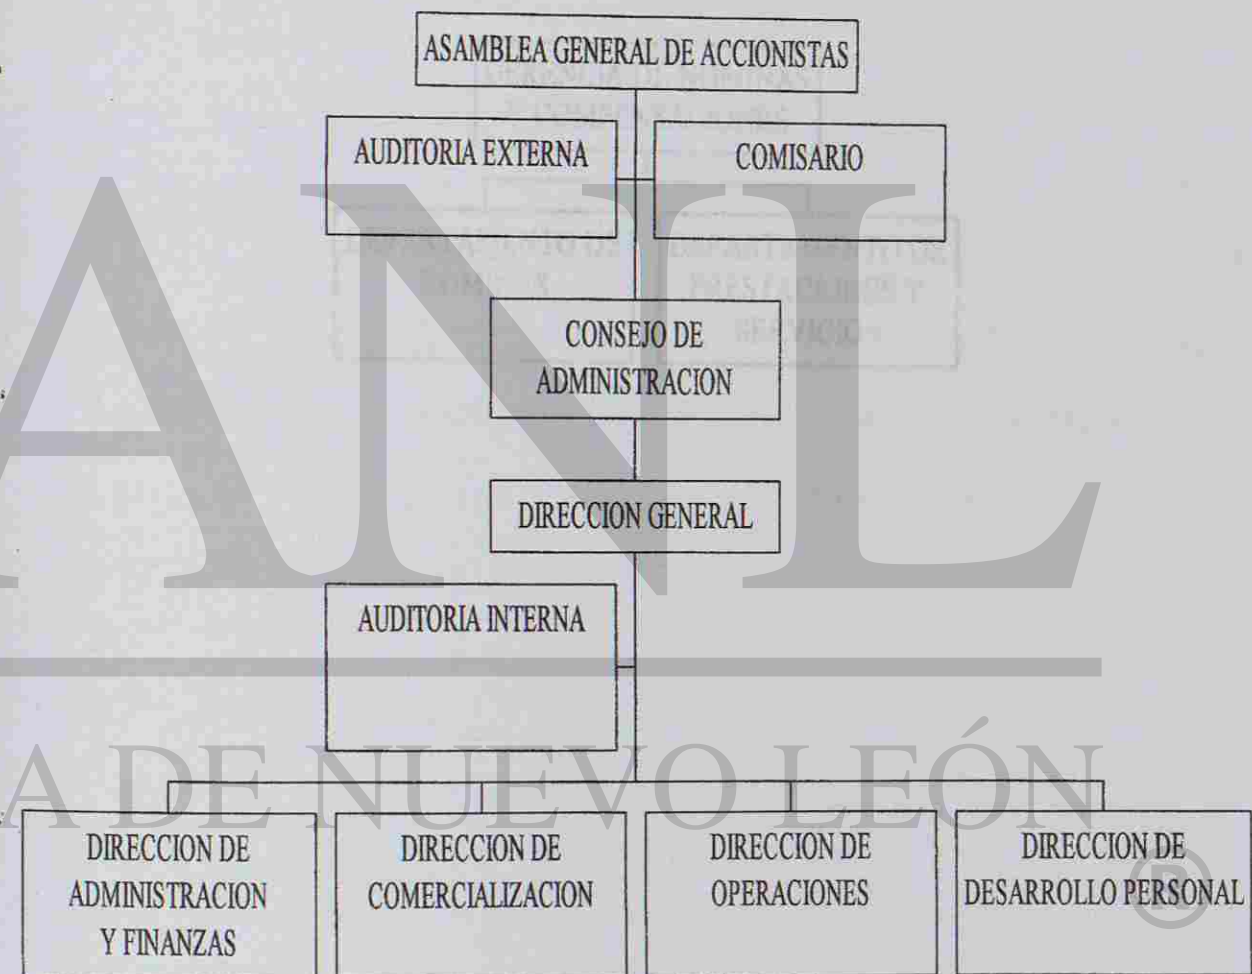 ASAMBLEA GENERAL DE ACCIONISTAS
AUDITORIA EXTERNA
COMISARIO
CONSEJO DE
ADMINISTRACION
DIRECCION GENERAL
AUDITORIA INTERNA
DIRECCION DE
ADMINISTRACION
Y FINANZAS
DIRECCION DE
COMERCIALIZACION
DIRECCION DE
OPERACIONES
DIRECCION DE
DESARROLLO PERSONAL
ANL
A DE NUEVO LEÓN
®